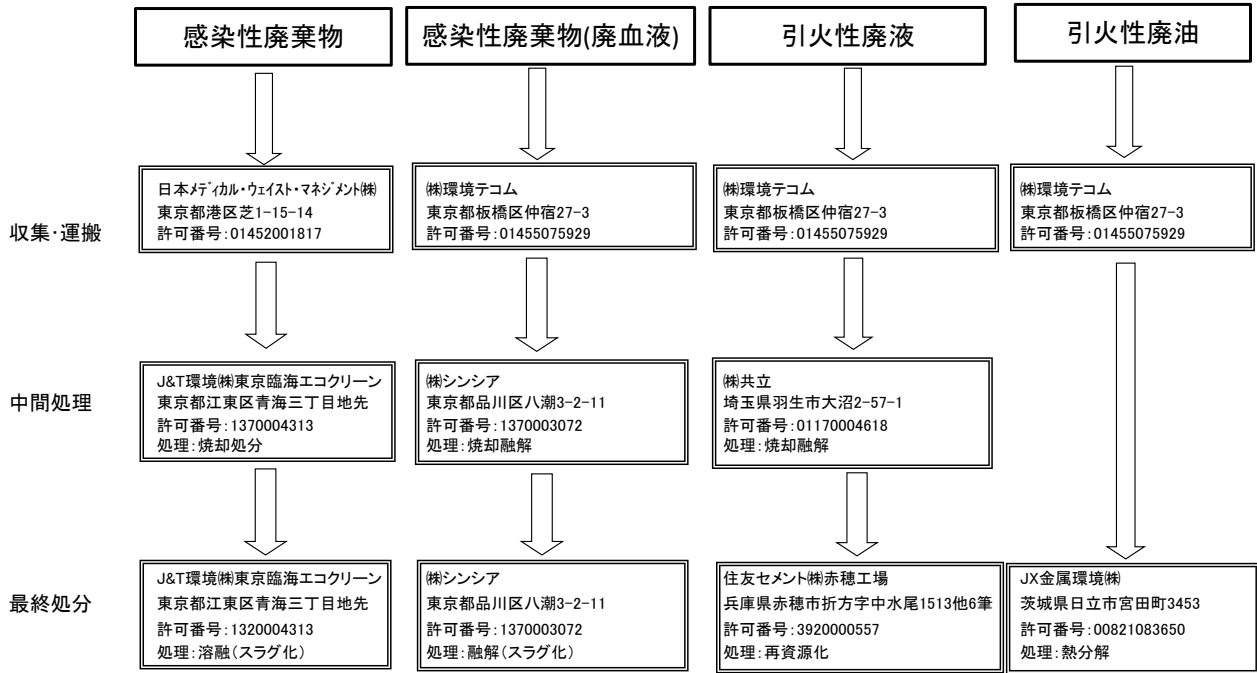 感染性廃棄物
感染性廃棄物(廃血液)
引火性廃液
引火性廃油
収集・運搬
日本ﾒﾃﾞｨｶﾙ・ｳｪｲｽﾄ・ﾏﾈｼﾞﾒﾝﾄ㈱
東京都港区芝1-15-14
許可番号:01452001817
㈱環境テコム
東京都板橋区仲宿27-3
許可番号:01455075929
㈱環境テコム
東京都板橋区仲宿27-3
許可番号:01455075929
㈱環境テコム
東京都板橋区仲宿27-3
許可番号:01455075929
中間処理
J&T環境㈱東京臨海エコクリーン
東京都江東区青海三丁目地先
許可番号:1370004313
処理:焼却処分
㈱シンシア
東京都品川区八潮3-2-11
許可番号:1370003072
処理:焼却融解
㈱共立
埼玉県羽生市大沼2-57-1
許可番号:01170004618
処理:焼却融解
最終処分
J&T環境㈱東京臨海エコクリーン
東京都江東区青海三丁目地先
許可番号:1320004313
処理:溶融(スラグ化)
㈱シンシア
東京都品川区八潮3-2-11
許可番号:1370003072
処理:融解(スラグ化)
住友セメント㈱赤穂工場
兵庫県赤穂市折方字中水尾1513他6筆
許可番号:3920000557
処理:再資源化
JX金属環境㈱
茨城県日立市宮田町3453
許可番号:00821083650
処理:熱分解